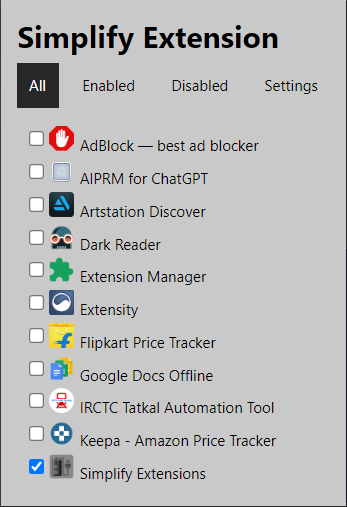 Simplify Extension
All Enabled Disabled Settings
AdBlock — best ad blocker
AIPRM for ChatGPT
Artstation Discover
Dark Reader
Extension Manager
Extensity
Flipkart Price Tracker
Google Docs Offline
IRCTC Tatkal Automation Tool
Keepa - Amazon Price Tracker
Simplify Extensions